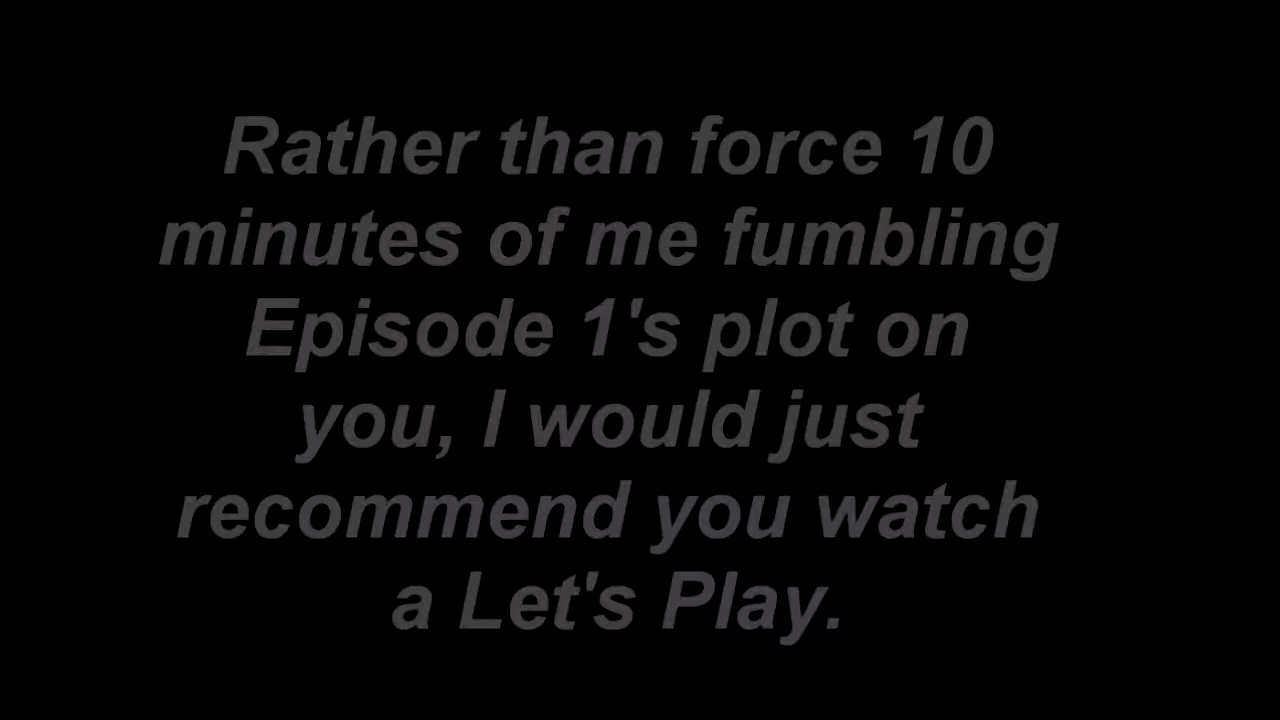 Rather than force 10
minutes of me fumbling
Episode 1's plot on
you, I would just
recommend you watch
a Let's Play.